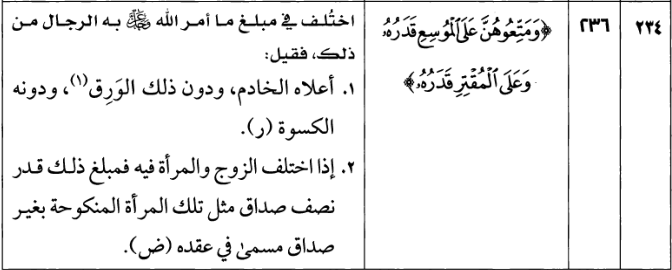 ٢٣٤
٢٣٦
﴿وَمَتِّعُوهُنَّ عَلَى ٱلْمُوسِعِ قَدَرُهُۥ
وَعَلَى ٱلْمُقْتِرِ قَدَرُهُۥ﴾
اختُلف في مبلغ ما أمر الله ﷻ به الرجال من
ذلك، فقيل:
١. أعلاه الخادم، ودون ذلك الوَرِق(١)، ودونه
الكسوة (ر).
٢. إذا اختلف الزوج والمرأة فيه فمبلغ ذلك قدر
نصف صداق مثل تلك المرأة المنكوحة بغير
صداق مسمىٰ في عقده (ض).